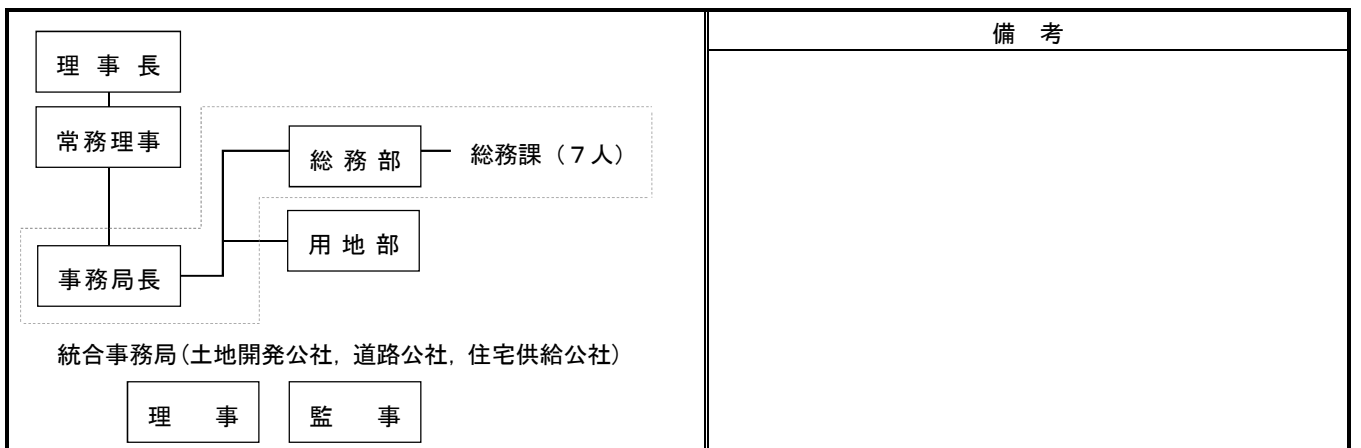 備　考
理 事 長
常務理事
総 務 部　総務課（７人）
用 地 部
事務局長
統合事務局（土地開発公社，道路公社，住宅供給公社）
理　事　監　事